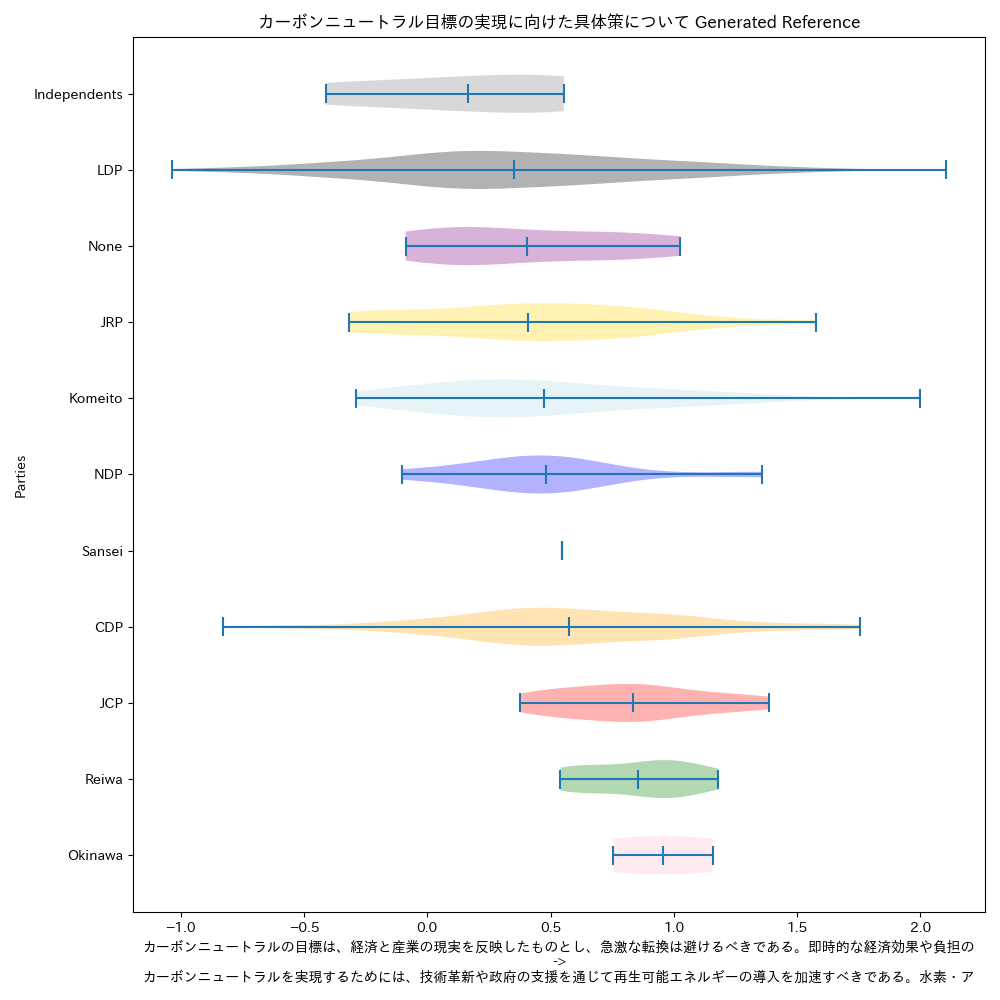 カーボンニュートラル目標の実現に向けた具体策について Generated Reference
Independents
LDP
None
JRP
Komeito
NDP
Sansei
CDP
JCP
Reiwa
Okinawa
Parties
−1.0 −0.5 0.0 0.5 1.0 1.5 2.0
カーボンニュートラルの目標は、経済と産業の現実を反映したものとし、急激な転換は避けるべきである。即時的な経済効果や負担の
->
カーボンニュートラルを実現するためには、技術革新や政府の支援を通じて再生可能エネルギーの導入を加速すべきである。水素・ア